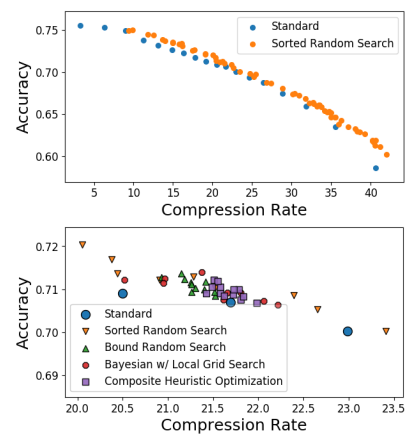 Accuracy
0.75
0.70
0.65
0.60
Standard
Sorted Random Search
5 10 15 20 25 30 35 40
Compression Rate
Accuracy
0.72
0.71
0.70
0.69
Standard
Sorted Random Search
Bound Random Search
Bayesian w/ Local Grid Search
Composite Heuristic Optimization
20.0 20.5 21.0 21.5 22.0 22.5 23.0 23.5
Compression Rate